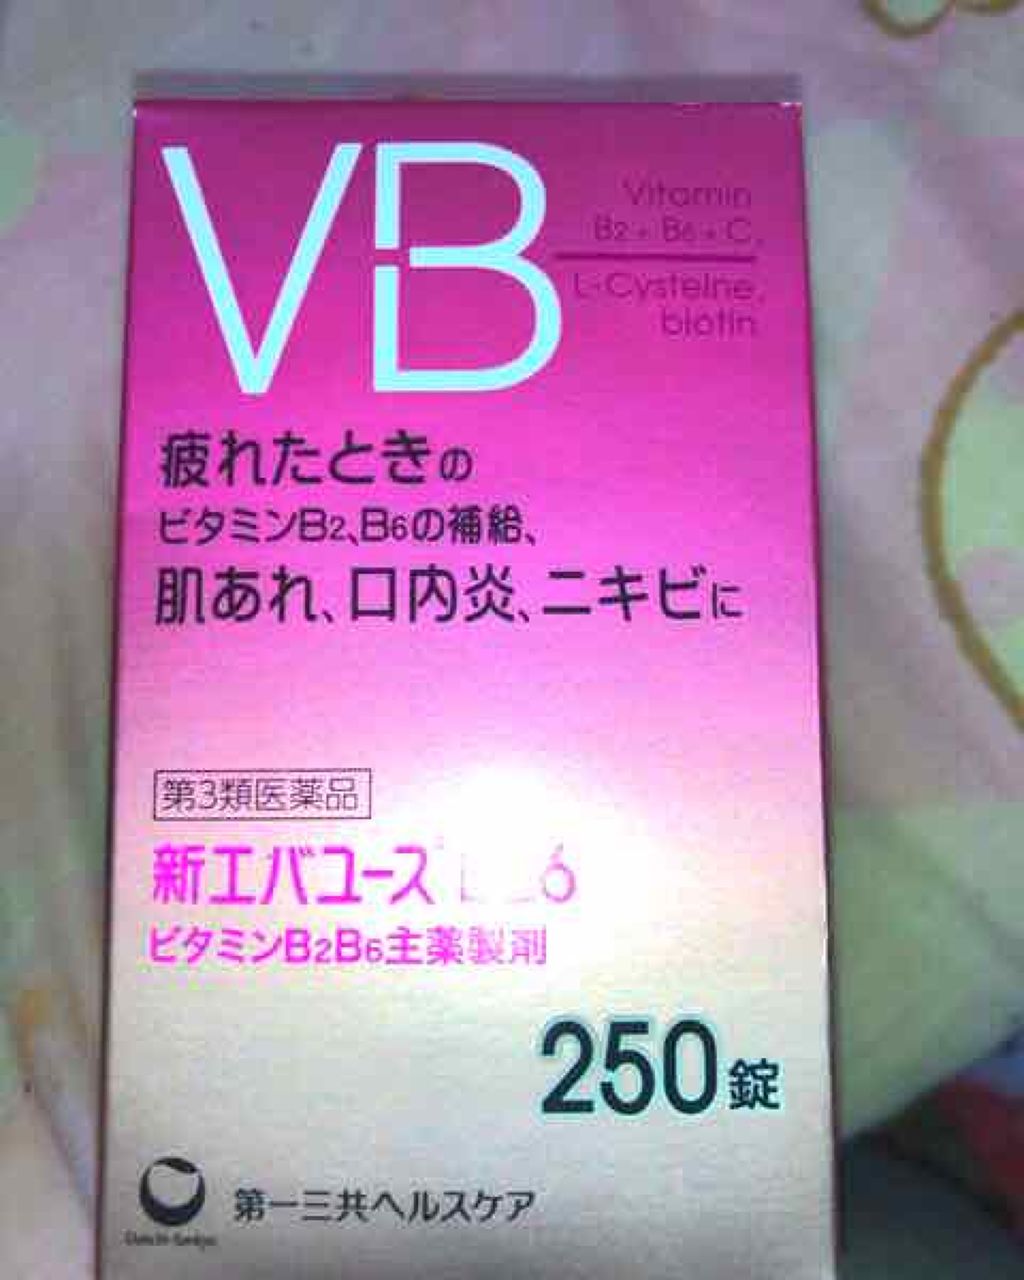 VB
Vitamin
B2+B6+C,
L-Cysteine,
biotin
疲れたときの
ビタミンB2、B6の補給、
肌あれ、口内炎、ニキビに
第3類医薬品
新エバユース
ビタミンB2B6主薬製剤
250錠
第一三共ヘルスケア
Daiichi-Sankyo